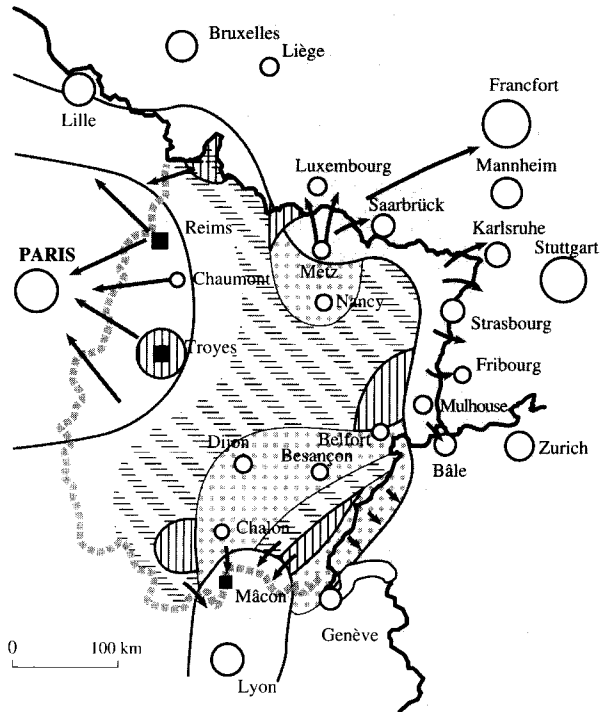 Bruxelles
Liège
Francfort
Lille
Luxembourg
Mannheim
Saarbrück
Reims
Karlsruhe
PARIS
Metz
Stuttgart
Chaumont
Nancy
Strasbourg
Troyes
Fribourg
Mulhouse
Dijon
Belfort
Besançon
Bâle
Zurich
Chalon
Mâcon
Genève
0 100 km
Lyon